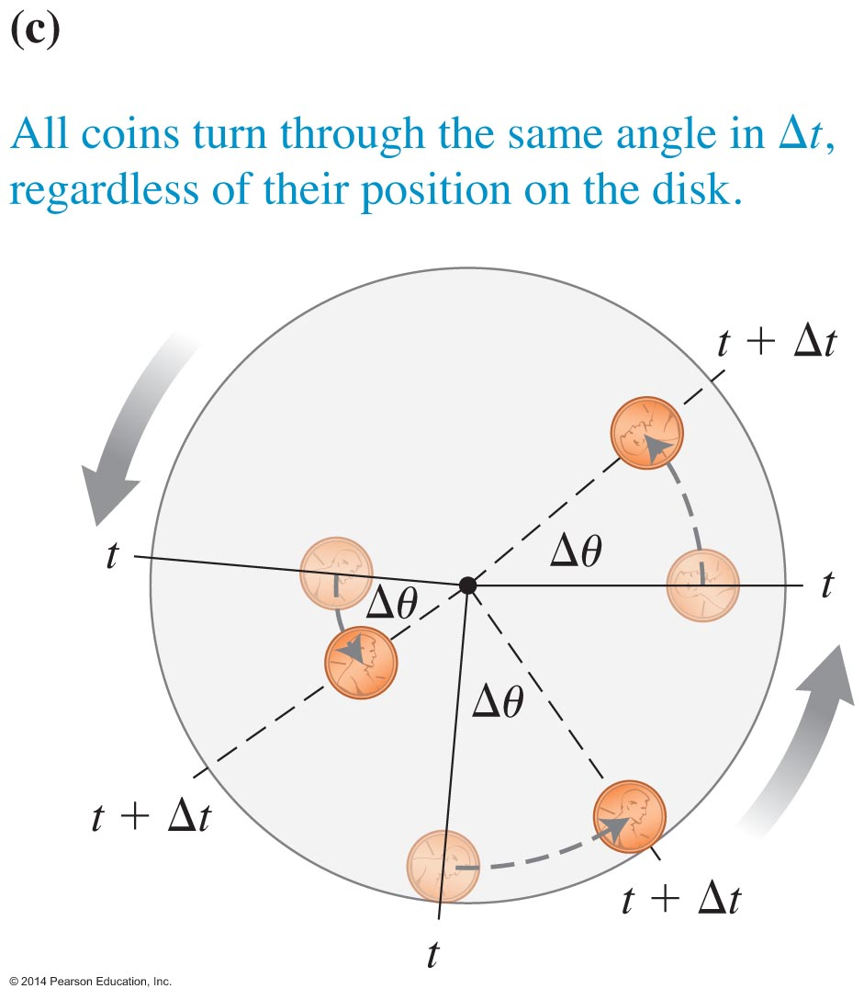 (c)
All coins turn through the same angle in Δt,
regardless of their position on the disk.
t + Δt
t
Δθ
t
Δθ
Δθ
t + Δt
t + Δt
t
© 2014 Pearson Education, Inc.